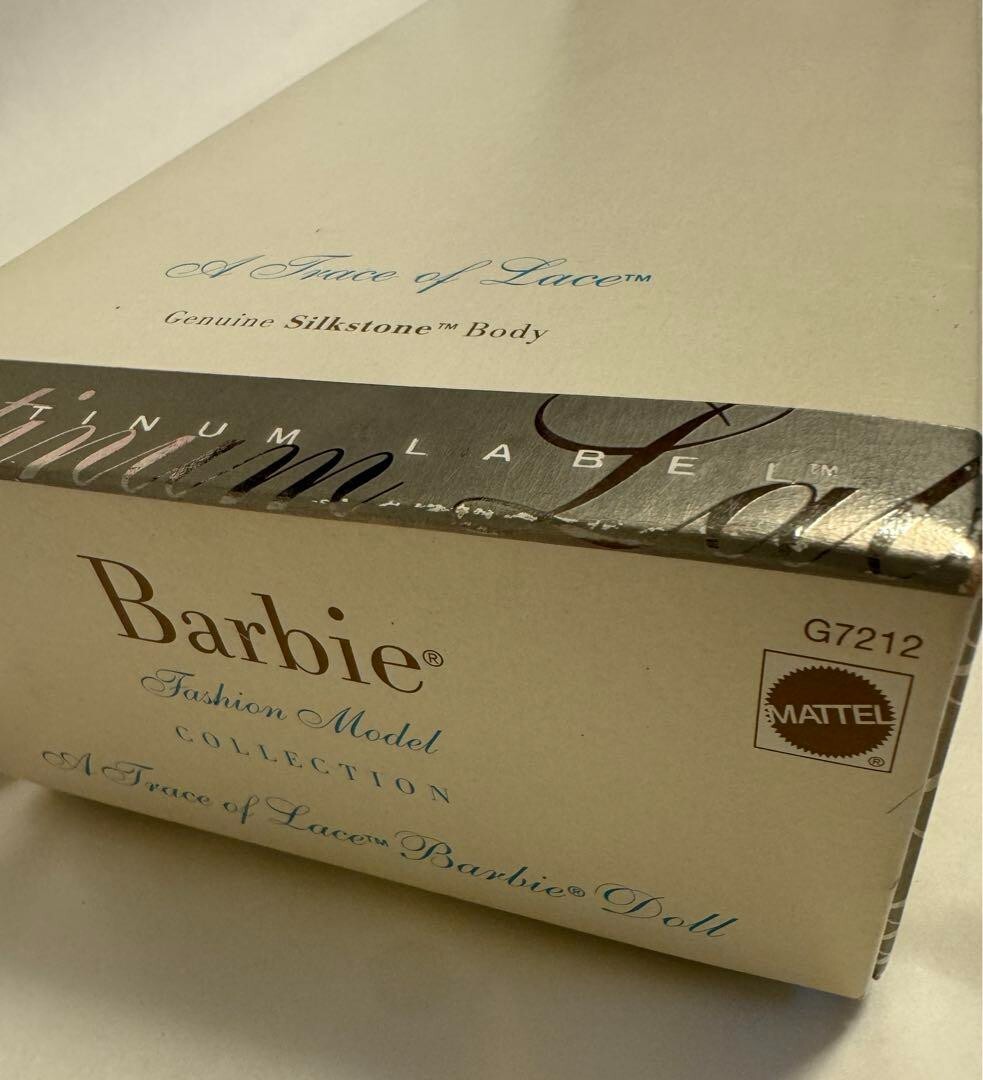 A Trace of Lace™
Genuine Silkstone™ Body
TINUM LABEL™
Barbie®
G7212
MATTEL®
Fashion Model
COLLECTION
A Trace of Lace™ Barbie® Doll